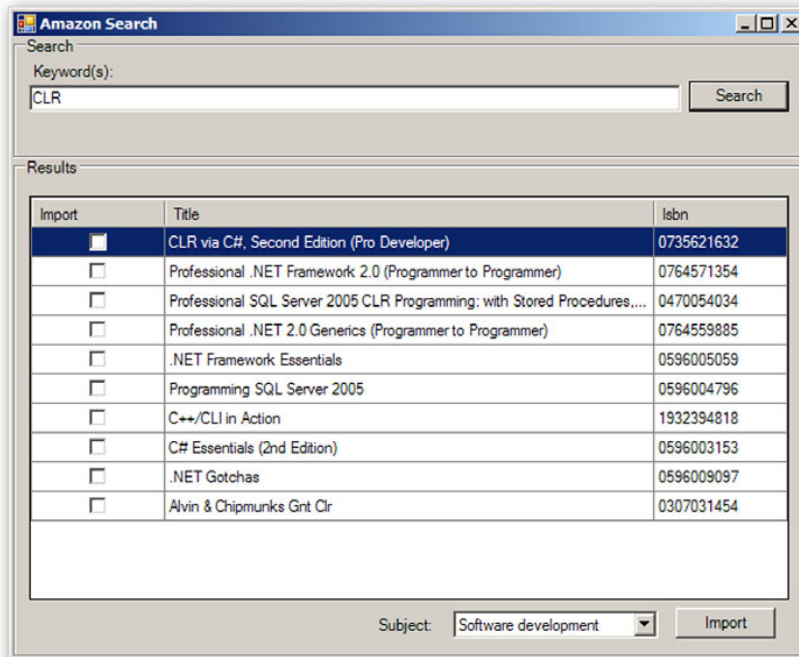 Amazon Search
Search
Keyword(s):
CLR
Search
Results
Import Title Isbn
CLR via C#, Second Edition (Pro Developer) 0735621632
Professional .NET Framework 2.0 (Programmer to Programmer) 0764571354
Professional SQL Server 2005 CLR Programming: with Stored Procedures,... 0470054034
Professional .NET 2.0 Generics (Programmer to Programmer) 0764559885
.NET Framework Essentials 0596005059
Programming SQL Server 2005 0596004796
C++/CLI in Action 1932394818
C# Essentials (2nd Edition) 0596003153
.NET Gotchas 0596009097
Alvin & Chipmunks Gnt Clr 0307031454
Subject: Software development Import